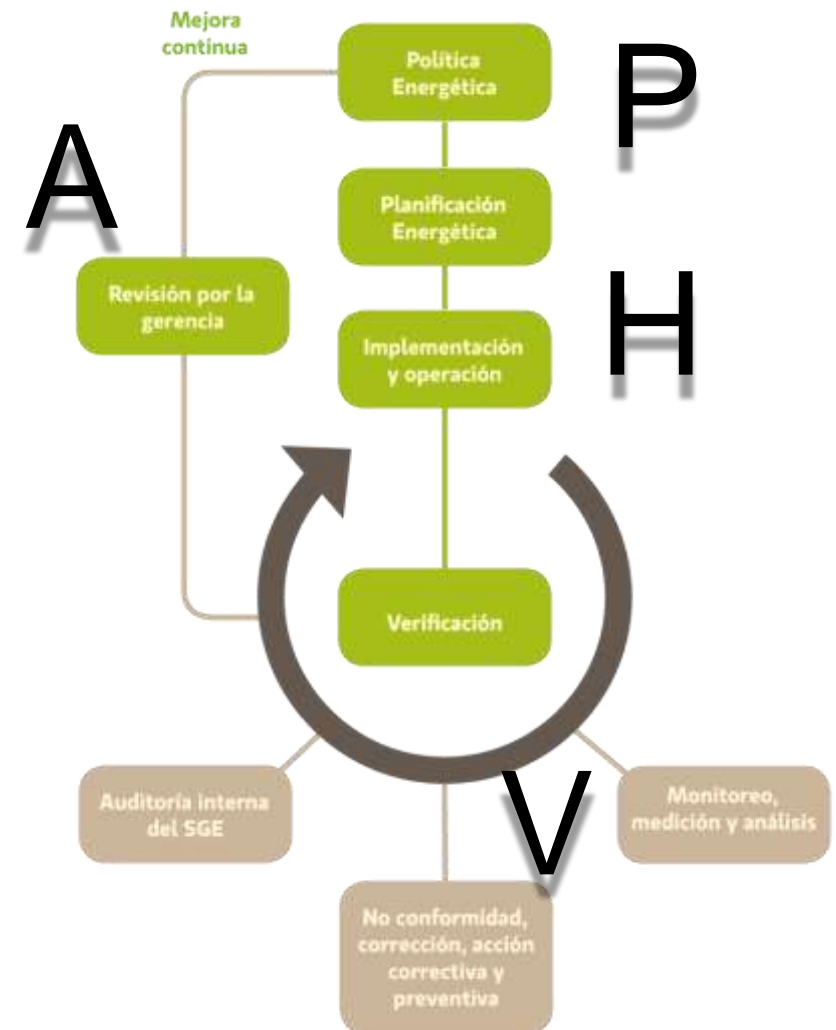 Mejora
continua
Política
Energética
P
A
Planificación
Energética
Revisión por la
gerencia
H
Implementación
y operación
Verificación
Auditoría interna
del SGE
V
Monitoreo,
medición y análisis
No conformidad,
corrección, acción
correctiva y
preventiva